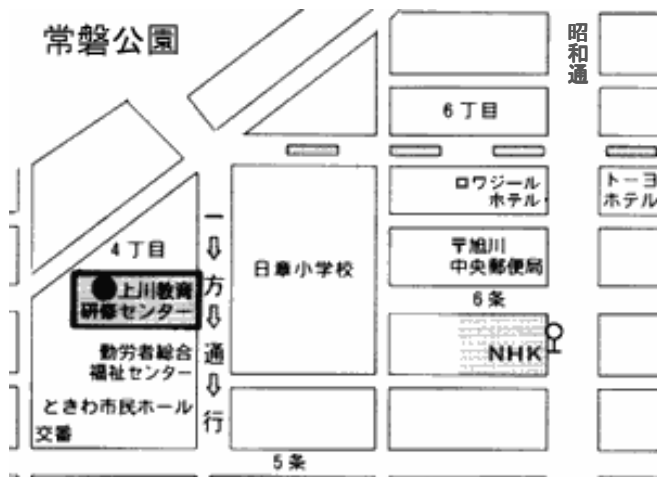 常磐公園
昭和通
6丁目
ロワジール
ホテル
トーヨ
ホテル
一方通行
4丁目
日章小学校
〒旭川
中央郵便局
上川教育
研修センター
6条
NHK
勤労者総合
福祉センター
ときわ市民ホール
交番
5条